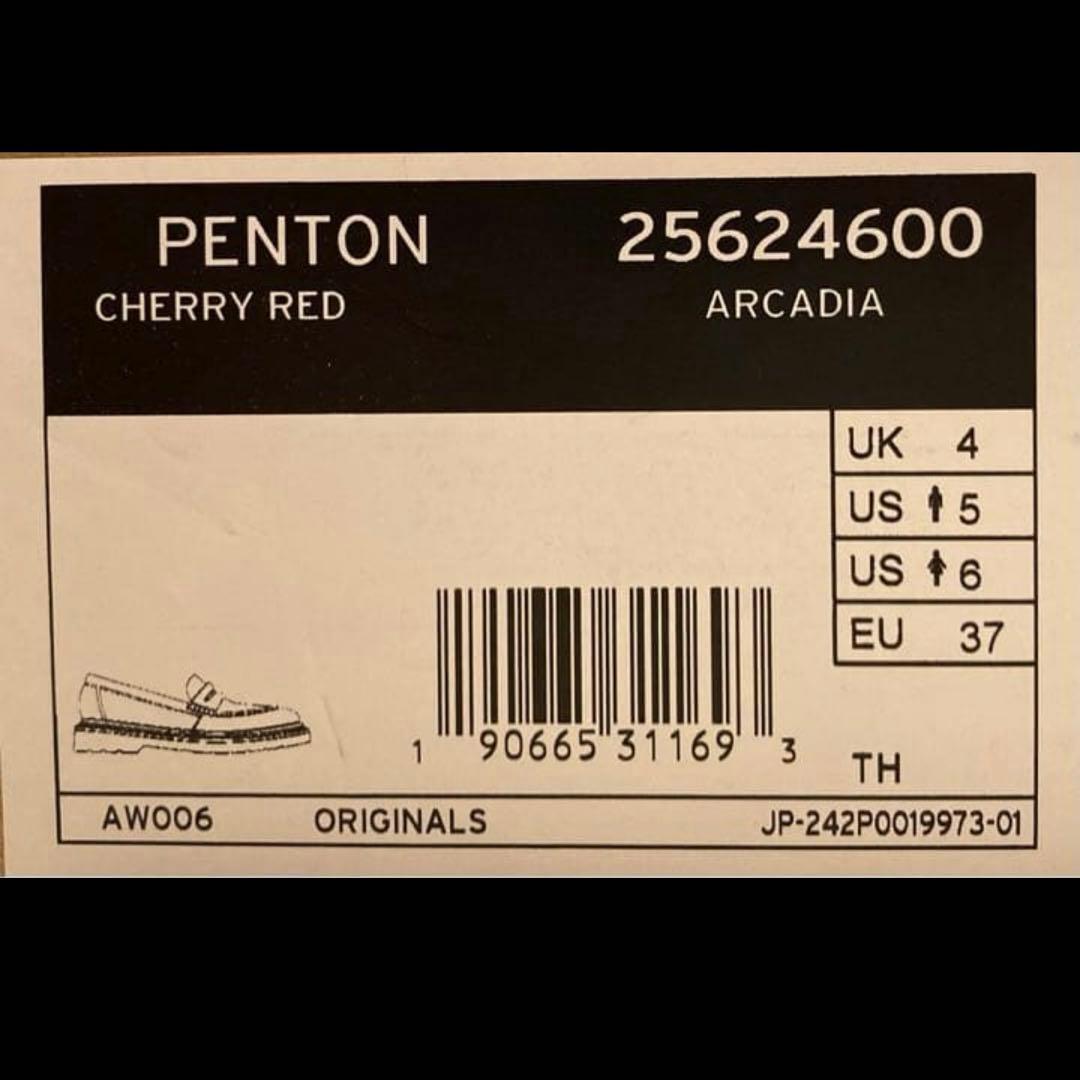 PENTON 25624600
CHERRY RED ARCADIA
UK 4
US 5
US 6
EU 37
1 90665 31169 3
TH
AW006 ORIGINALS JP-242P0019973-01